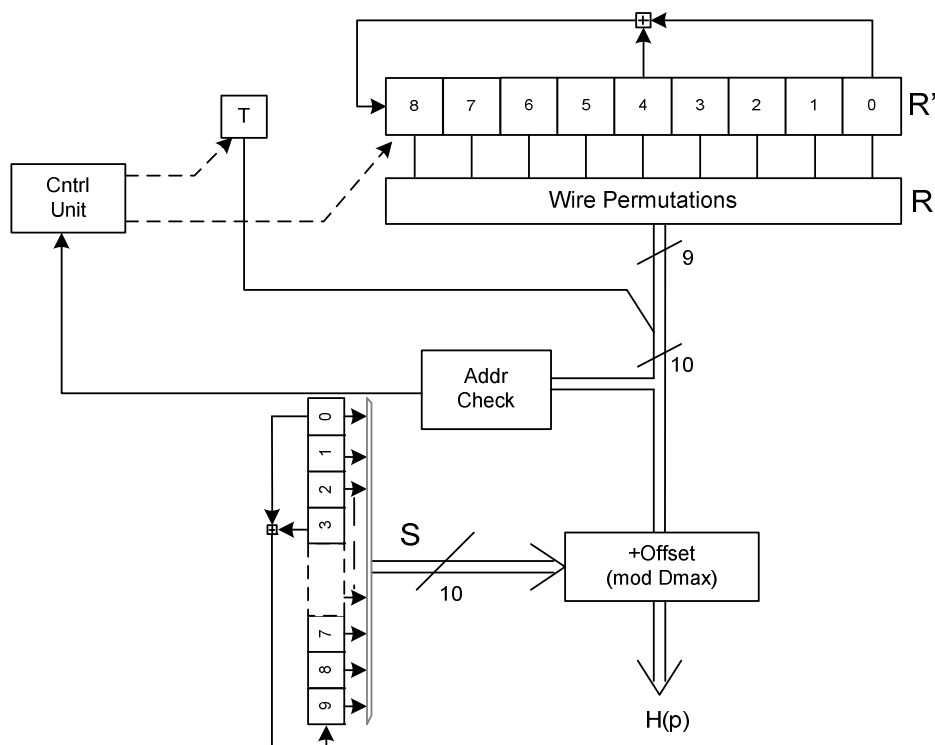 T
8 7 6 5 4 3 2 1 0 R'
Cntrl
Unit
Wire Permutations R
9
10
Addr
Check
0
1
2
3
S
10
+Offset
(mod Dmax)
7
8
9
H(p)